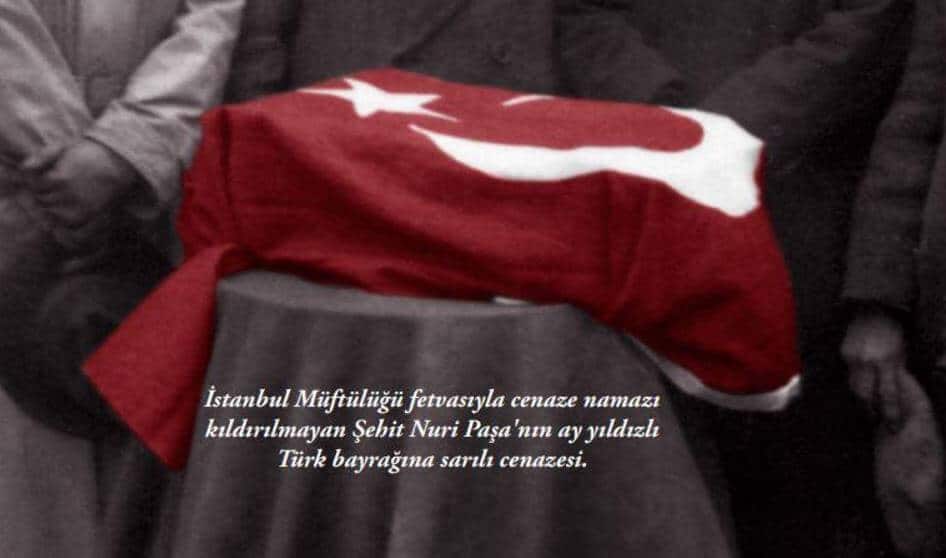 İstanbul Müftülüğü fetvasıyla cenaze namazı
kıldırılmayan Şehit Nuri Paşa'nın ay yıldızlı
Türk bayrağına sarılı cenazesi.